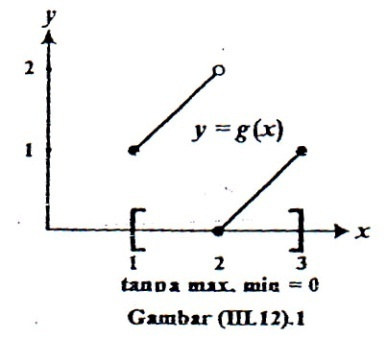 y
2
y = g(x)
1
x
1 2 3
tanpa max, min = 0
Gambar (III.12).1